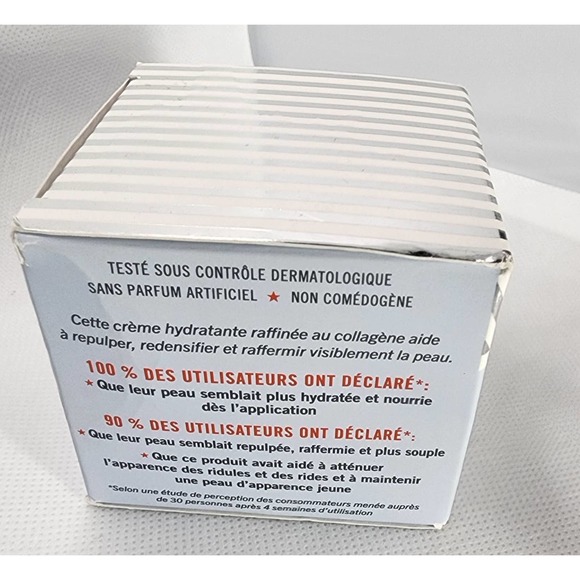 TESTÉ SOUS CONTRÔLE DERMATOLOGIQUE
SANS PARFUM ARTIFICIEL ★ NON COMÉDOGÈNE
Cette crème hydratante raffinée au collagène aide
à repulper, redensifier et raffermir visiblement la peau.
100 % DES UTILISATEURS ONT DÉCLARÉ*:
★ Que leur peau semblait plus hydratée et nourrie
dès l'application
90 % DES UTILISATEURS ONT DÉCLARÉ*:
★ Que leur peau semblait repulpée, raffermie et plus souple
★ Que ce produit avait aidé à atténuer
l'apparence des ridules et des rides et à maintenir
une peau d'apparence jeune
*Selon une étude de perception des consommateurs menée auprès
de 30 personnes après 4 semaines d'utilisation